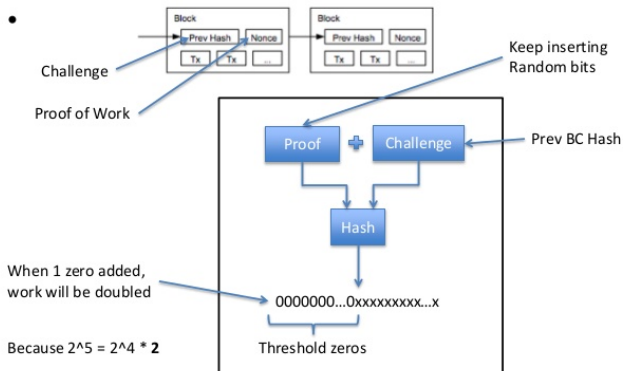 •
Block
Block
Prev Hash
Nonce
Prev Hash
Nonce
Tx
Tx
...
Tx
Tx
...
Challenge
Proof of Work
Keep inserting
Random bits
Proof
Challenge
Prev BC Hash
Hash
When 1 zero added,
work will be doubled
0000000...0xxxxxxxxx...x
Because 2^5 = 2^4 * 2
Threshold zeros